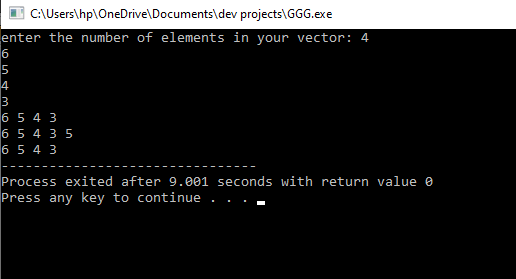 C:\Users\hp\OneDrive\Documents\dev projects\GGG.exe
enter the number of elements in your vector: 4
6
5
4
3
6 5 4 3
6 5 4 3 5
6 5 4 3
--------------------------------
Process exited after 9.001 seconds with return value 0
Press any key to continue . . .